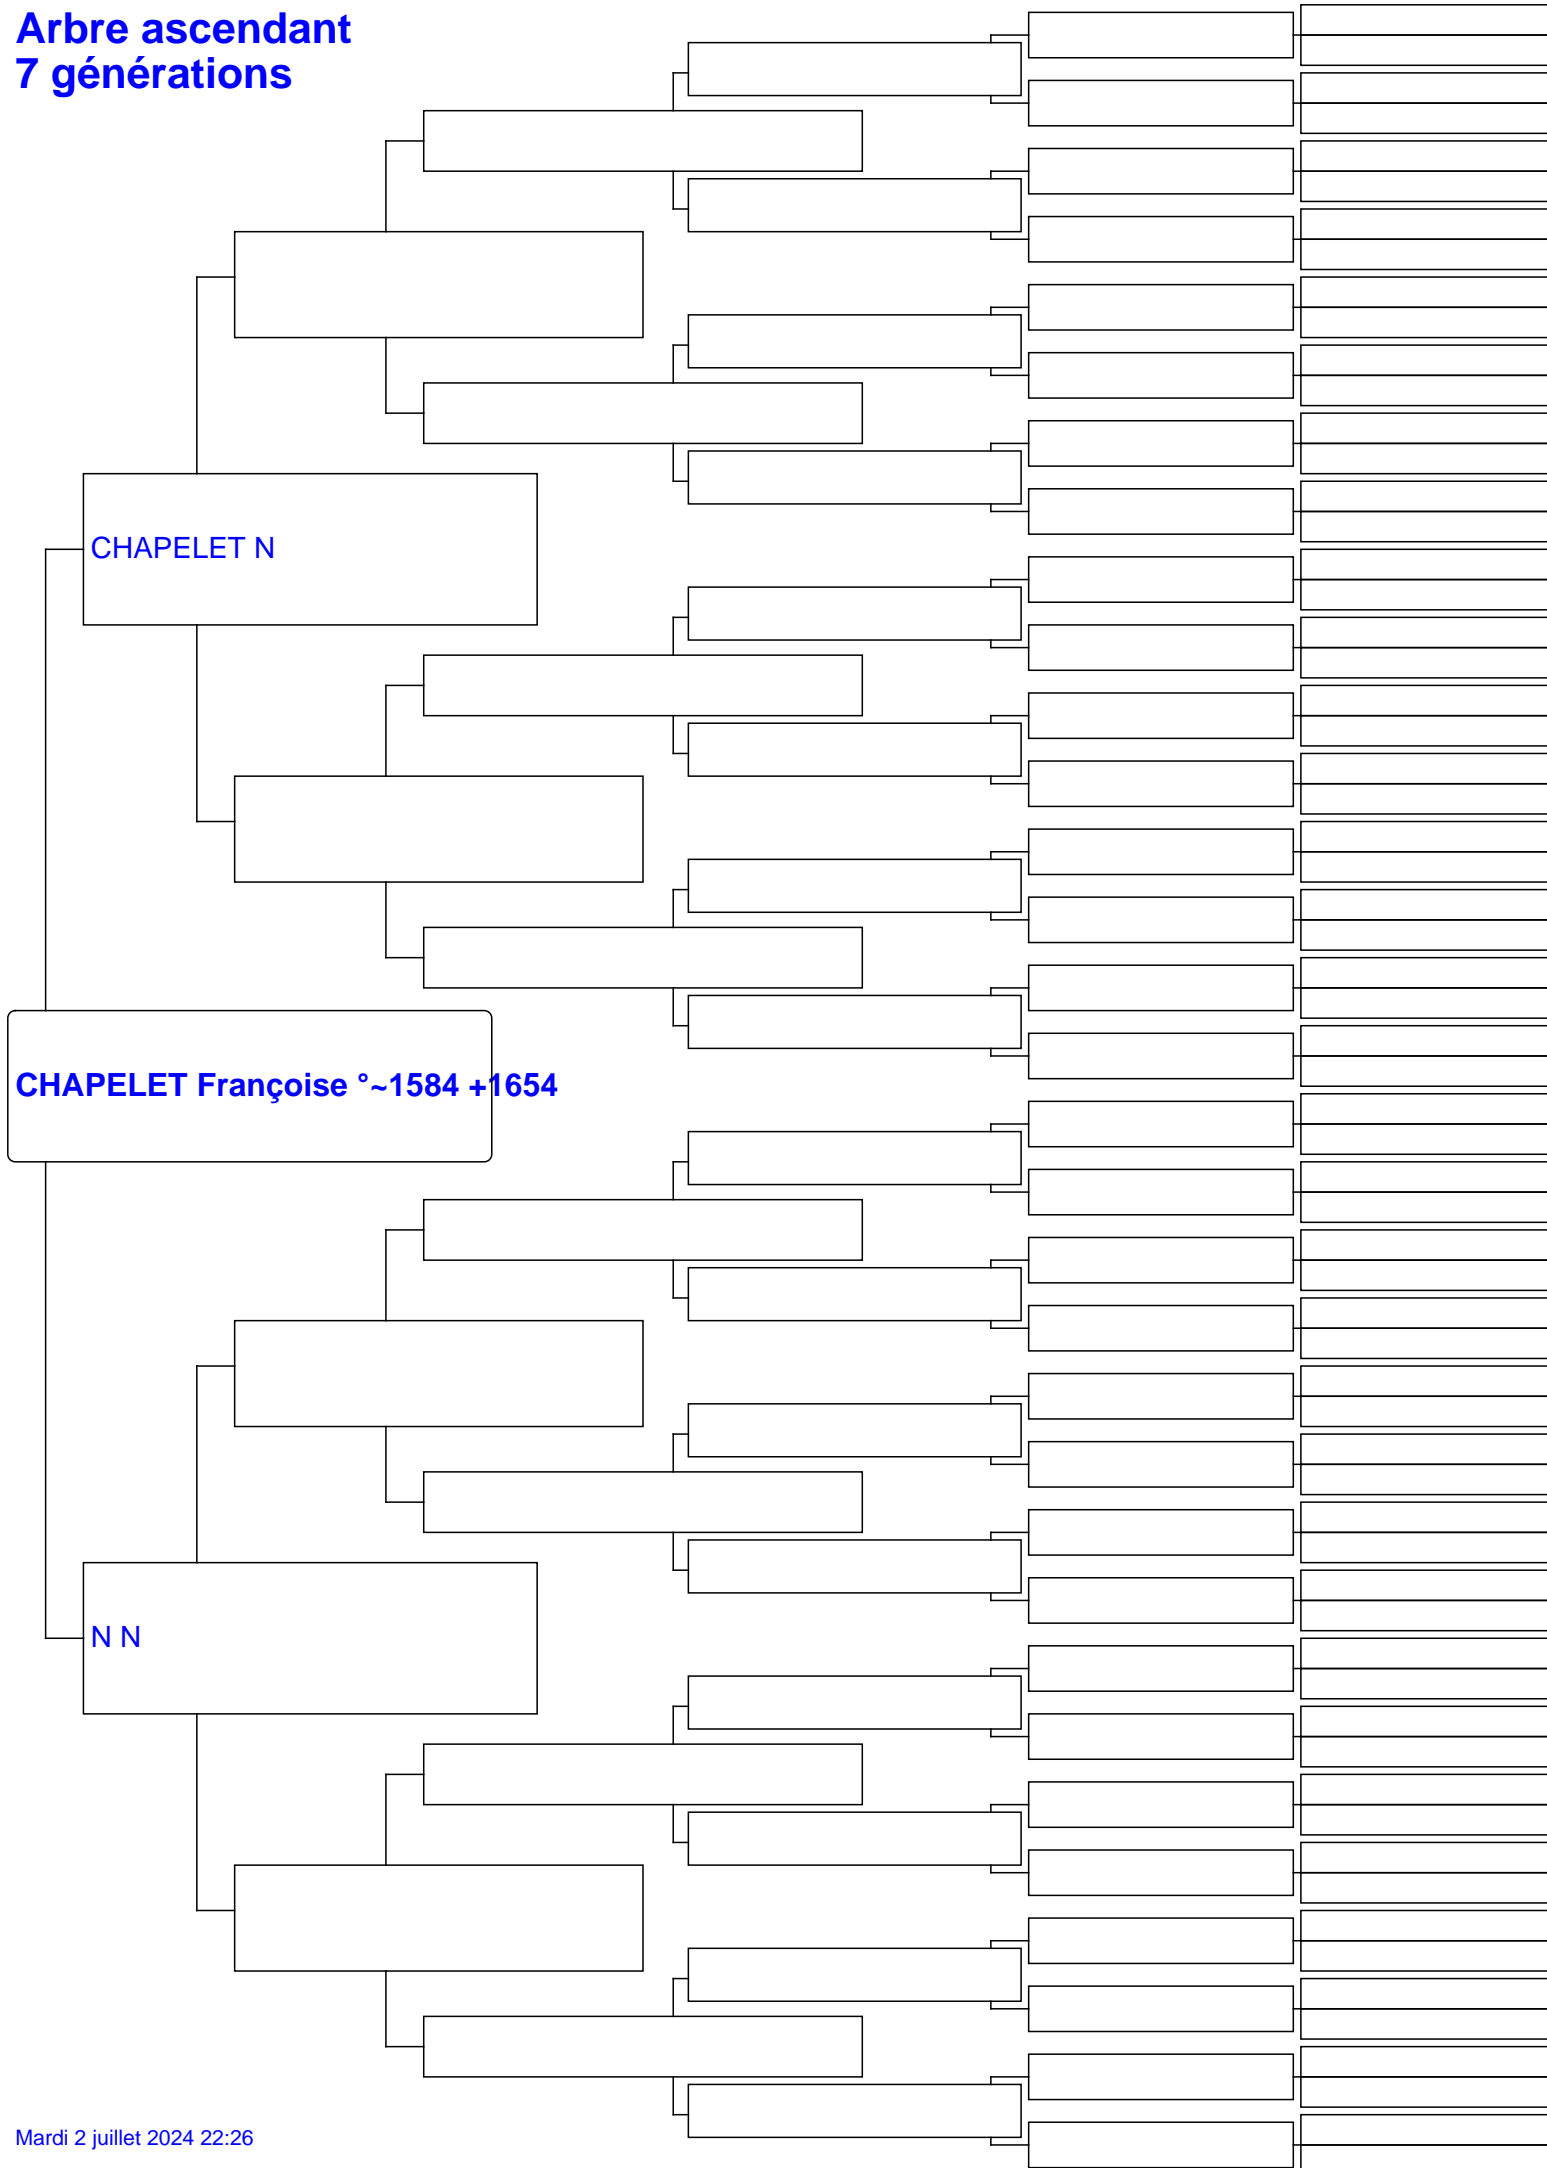 Arbre ascendant
7 générations
CHAPELET N
CHAPELET Françoise °~1584 +1654
N N
Mardi 2 juillet 2024 22:26